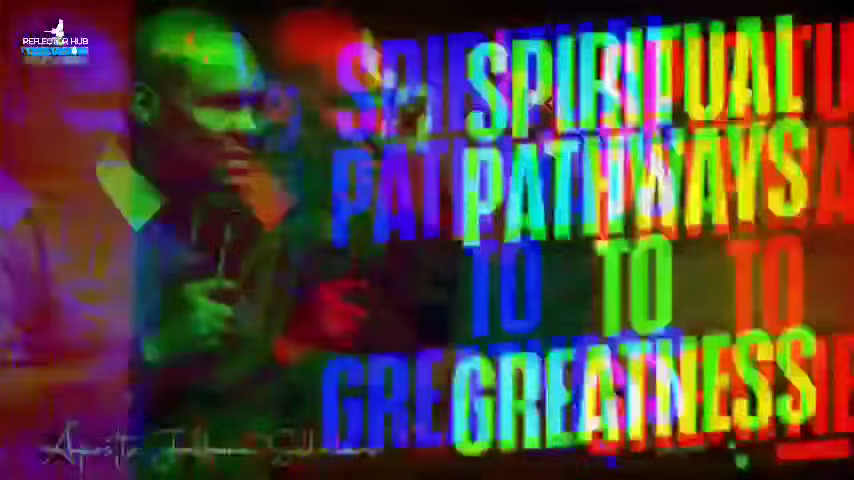 REFLECTOR HUB
SPIRITUAL
PATHWAYS
TO
GREATNESS